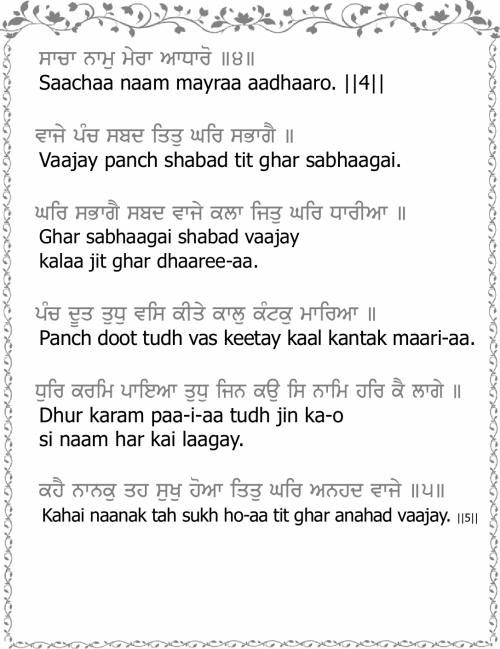 ਸਾਚਾ ਨਾਮੁ ਮੇਰਾ ਆਧਾਰੋ ॥੪॥
Saachaa naam mayraa aadhaaro. ||4||
ਵਾਜੇ ਪੰਚ ਸਬਦ ਤਿਤੁ ਘਰਿ ਸਭਾਗੈ ॥
Vaajay panch shabad tit ghar sabhaagai.
ਘਰਿ ਸਭਾਗੈ ਸਬਦ ਵਾਜੇ ਕਲਾ ਜਿਤੁ ਘਰਿ ਧਾਰੀਆ ॥
Ghar sabhaagai shabad vaajay
kalaa jit ghar dhaaree-aa.
ਪੰਚ ਦੂਤ ਤੁਧੁ ਵਸਿ ਕੀਤੇ ਕਾਲੁ ਕੰਟਕੁ ਮਾਰਿਆ ॥
Panch doot tudh vas keetay kaal kantak maari-aa.
ਧੁਰਿ ਕਰਮਿ ਪਾਇਆ ਤੁਧੁ ਜਿਨ ਕਉ ਸਿ ਨਾਮਿ ਹਰਿ ਕੈ ਲਾਗੇ ॥
Dhur karam paa-i-aa tudh jin ka-o
si naam har kai laagay.
ਕਹੈ ਨਾਨਕੁ ਤਹ ਸੁਖੁ ਹੋਆ ਤਿਤੁ ਘਰਿ ਅਨਹਦ ਵਾਜੇ ॥੫॥
Kahai naanak tah sukh ho-aa tit ghar anahad vaajay. ||5||